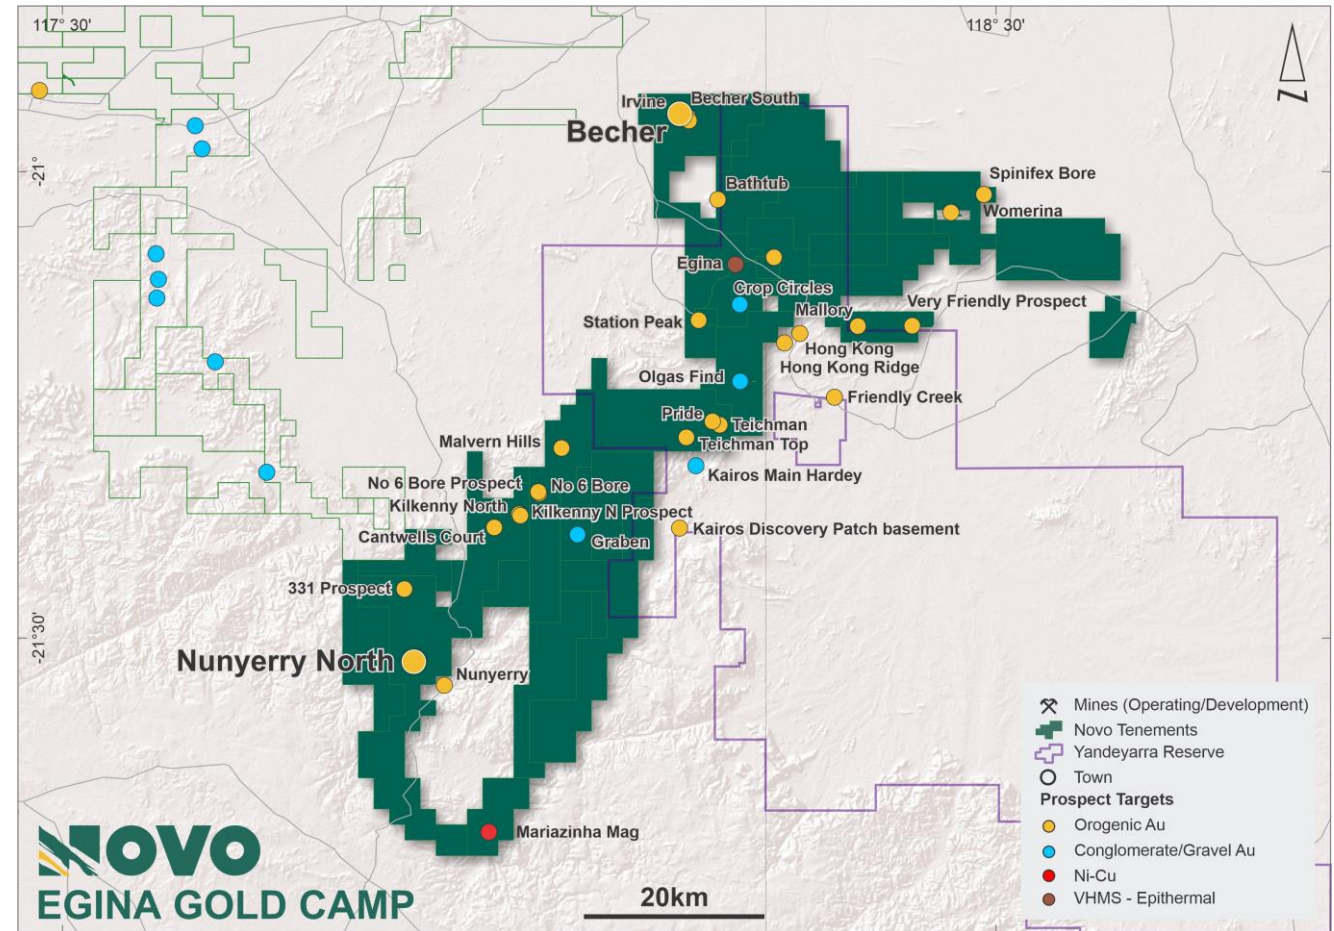 117° 30'
118° 30'
N
-21°
-21°30'
Irvine
Becher South
Becher
Bathtub
Spinifex Bore
Womerina
Egina
Crop Circles
Very Friendly Prospect
Mallory
Station Peak
Hong Kong
Hong Kong Ridge
Olgas Find
Friendly Creek
Pride
Teichman
Malvern Hills
Teichman Top
Kairos Main Hardey
No 6 Bore Prospect
No 6 Bore
Kilkenny North
Kilkenny N Prospect
Cantwells Court
Graben
Kairos Discovery Patch basement
331 Prospect
Nunyerry North
Nunyerry
Mariazinha Mag
20km
NOVO
EGINA GOLD CAMP
Mines (Operating/Development)
Novo Tenements
Yandeyarra Reserve
Town
Prospect Targets
Orogenic Au
Conglomerate/Gravel Au
Ni-Cu
VHMS - Epithermal